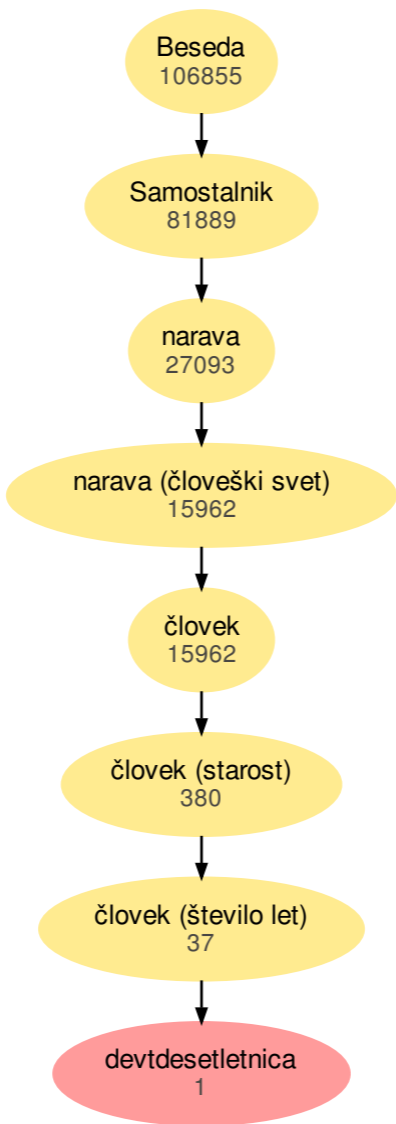 Beseda
106855
Samostalnik
81889
narava
27093
narava (človeški svet)
15962
človek
15962
človek (starost)
380
človek (število let)
37
devtdesetletnica
1